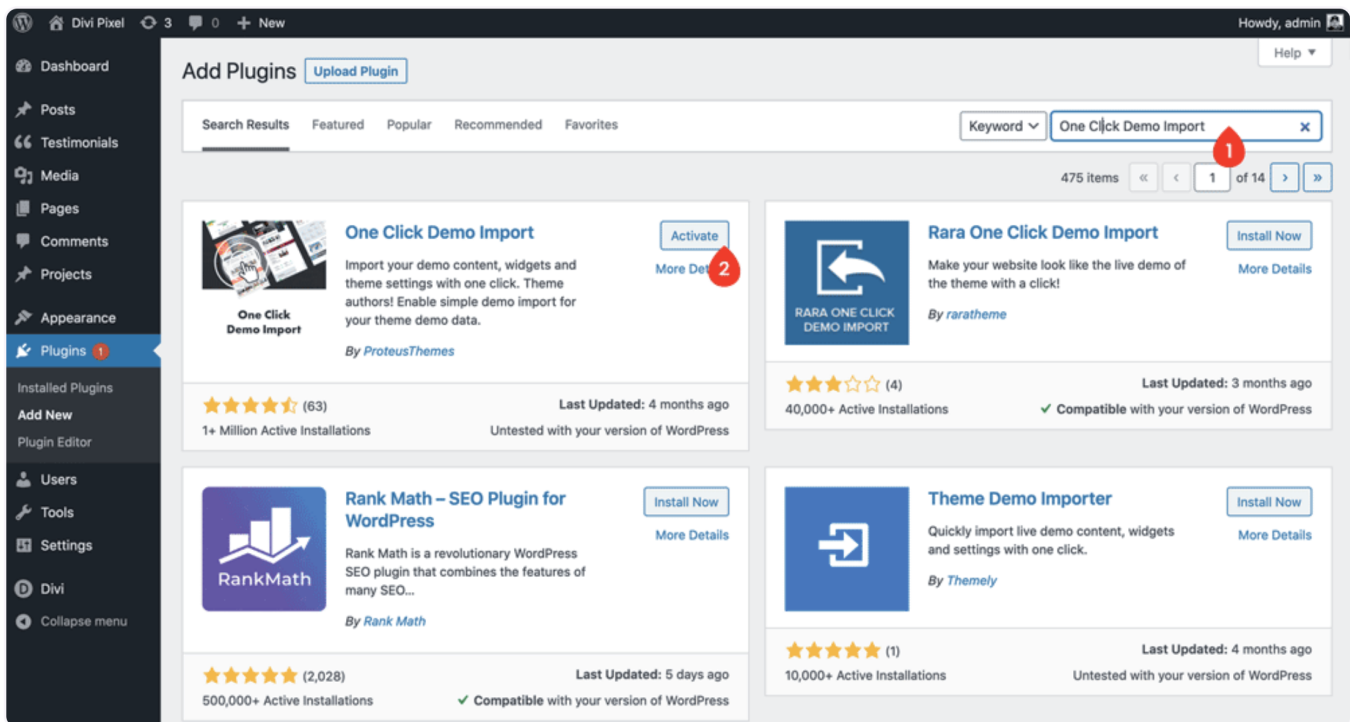 Divi Pixel 3 0 New Howdy, admin
Dashboard
Posts
Testimonials
Media
Pages
Comments
Projects
Appearance
Plugins 1
Installed Plugins
Add New
Plugin Editor
Users
Tools
Settings
Divi
Collapse menu
Help
Add Plugins Upload Plugin
Search Results Featured Popular Recommended Favorites Keyword One Click Demo Import
1
475 items « ‹ 1 of 14 › »
One Click
Demo Import
One Click Demo Import
Activate
2
More Det
Import your demo content, widgets and
theme settings with one click. Theme
authors! Enable simple demo import for
your theme demo data.
By ProteusThemes
(63)
Last Updated: 4 months ago
1+ Million Active Installations
Untested with your version of WordPress
RARA ONE CLICK
DEMO IMPORT
Rara One Click Demo Import
Install Now
More Details
Make your website look like the live demo of
the theme with a click!
By raratheme
(4)
Last Updated: 3 months ago
40,000+ Active Installations
Compatible with your version of WordPress
RankMath
Rank Math – SEO Plugin for
WordPress
Install Now
More Details
Rank Math is a revolutionary WordPress
SEO plugin that combines the features of
many SEO...
By Rank Math
(2,028)
Last Updated: 5 days ago
500,000+ Active Installations
Compatible with your version of WordPress
Theme Demo Importer
Install Now
More Details
Quickly import live demo content, widgets
and settings with one click.
By Themely
(1)
Last Updated: 4 months ago
10,000+ Active Installations
Untested with your version of WordPress